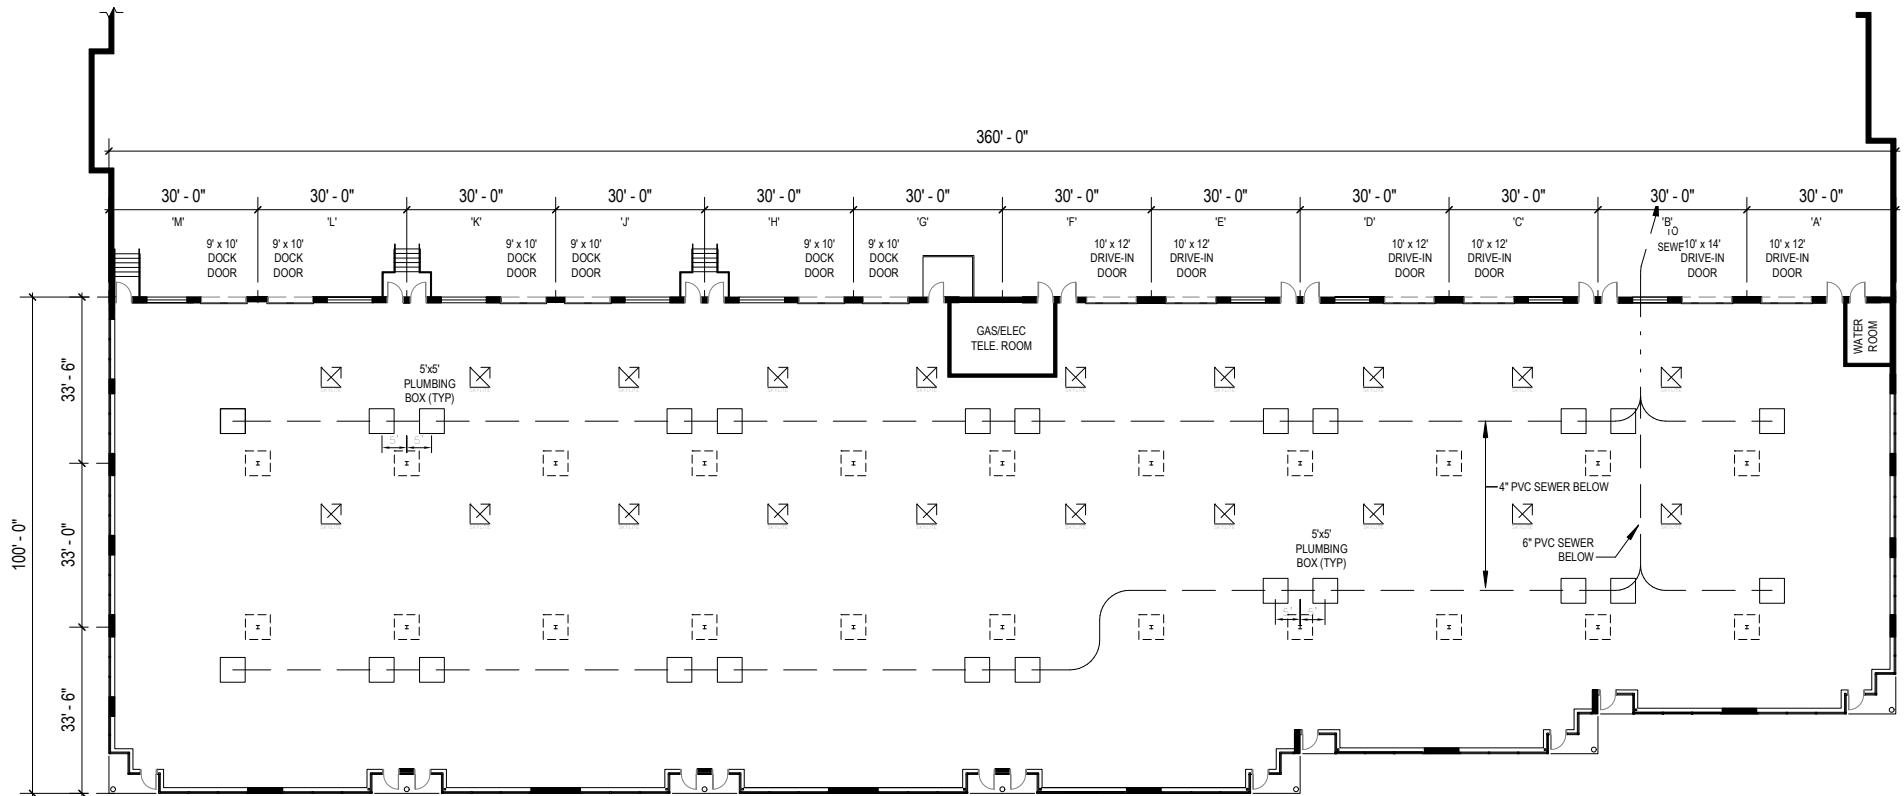 360' - 0"
30' - 0"
30' - 0"
30' - 0"
30' - 0"
30' - 0"
30' - 0"
30' - 0"
30' - 0"
30' - 0"
30' - 0"
30' - 0"
30' - 0"
'M'
'L'
'K'
'J'
'H'
'G'
'F'
'E'
'D'
'C'
'B'
'A'
TO
9' x 10'
DOCK
DOOR
9' x 10'
DOCK
DOOR
9' x 10'
DOCK
DOOR
9' x 10'
DOCK
DOOR
9' x 10'
DOCK
DOOR
9' x 10'
DOCK
DOOR
10' x 12'
DRIVE-IN
DOOR
10' x 12'
DRIVE-IN
DOOR
10' x 12'
DRIVE-IN
DOOR
10' x 12'
DRIVE-IN
DOOR
10' x 14'
DRIVE-IN
DOOR
10' x 12'
DRIVE-IN
DOOR
GAS/ELEC
TELE. ROOM
WATER
ROOM
5'x5'
PLUMBING
BOX (TYP)
5'
5'
33' - 6"
33' - 0"
33' - 6"
100' - 0"
4" PVC SEWER BELOW
6" PVC SEWER
BELOW
5'x5'
PLUMBING
BOX (TYP)
5'
5'